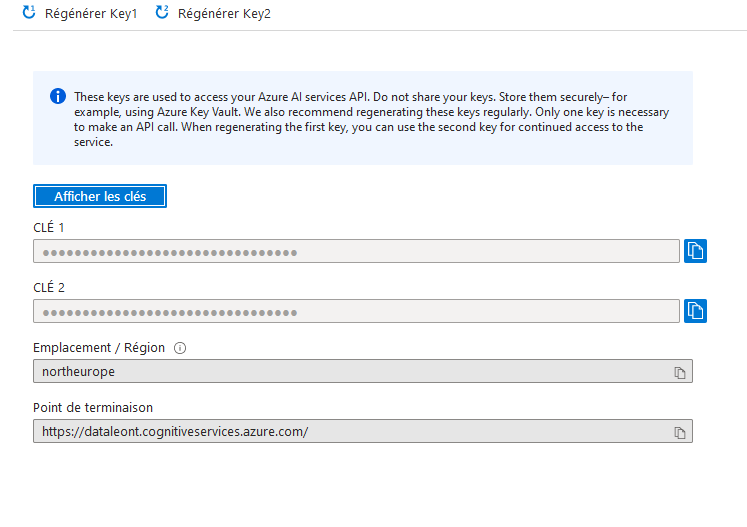 Régénérer Key1 Régénérer Key2
These keys are used to access your Azure AI services API. Do not share your keys. Store them securely– for
example, using Azure Key Vault. We also recommend regenerating these keys regularly. Only one key is necessary
to make an API call. When regenerating the first key, you can use the second key for continued access to the
service.
Afficher les clés
CLÉ 1
●●●●●●●●●●●●●●●●●●●●●●●●●●●●●●●●
CLÉ 2
●●●●●●●●●●●●●●●●●●●●●●●●●●●●●●●●
Emplacement / Région
northeurope
Point de terminaison
https://dataleont.cognitiveservices.azure.com/